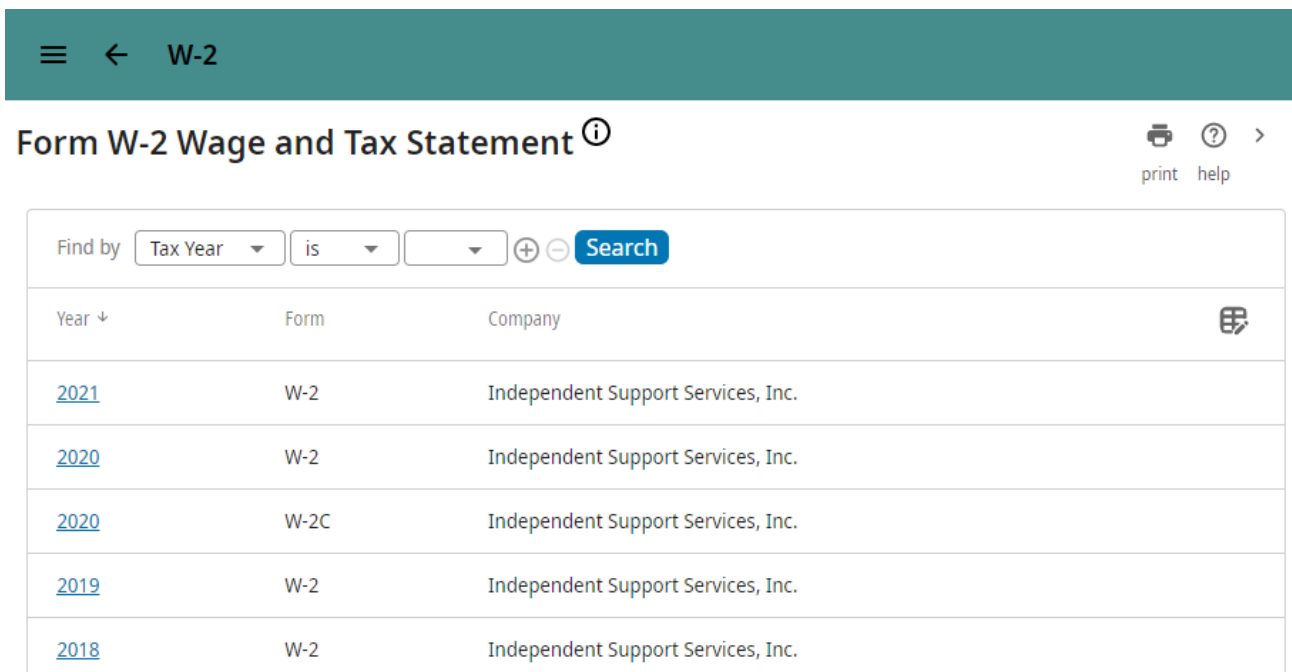 W-2
Form W-2 Wage and Tax Statement
print help
Find by Tax Year is Search
Year Form Company
2021 W-2 Independent Support Services, Inc.
2020 W-2 Independent Support Services, Inc.
2020 W-2C Independent Support Services, Inc.
2019 W-2 Independent Support Services, Inc.
2018 W-2 Independent Support Services, Inc.